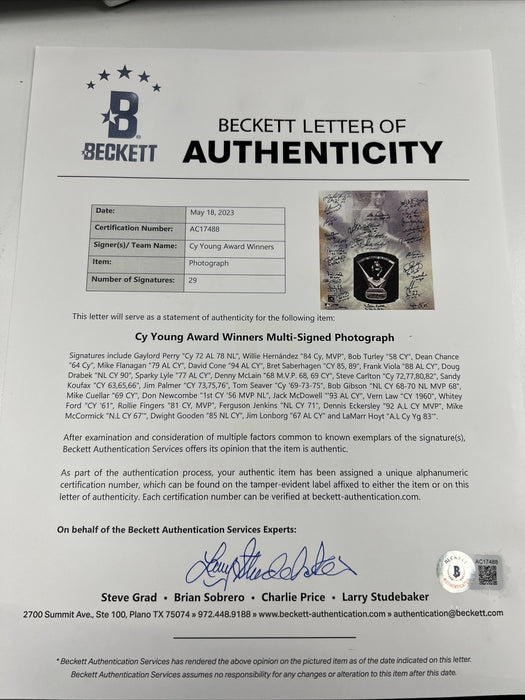 BECKETT
BECKETT LETTER OF
AUTHENTICITY
Date: May 18, 2023
Certification Number: AC17488
Signer(s)/ Team Name: Cy Young Award Winners
Item: Photograph
Number of Signatures: 29
This letter will serve as a statement of authenticity for the following item:
Cy Young Award Winners Multi-Signed Photograph
Signatures include Gaylord Perry "Cy 72 AL 78 NL", Willie Hernández "84 Cy, MVP", Bob Turley "58 CY", Dean Chance
"64 Cy", Mike Flanagan "79 AL CY", David Cone "94 AL CY", Bret Saberhagen "CY 85, 89", Frank Viola "88 AL CY", Doug
Drabek "NL CY 90", Sparky Lyle "77 AL CY", Denny McLain "68 M.V.P. 68, 69 CY", Steve Carlton "Cy 72,77,80,82", Sandy
Koufax "CY 63,65,66", Jim Palmer "CY 73,75,76", Tom Seaver "Cy '69-73-75", Bob Gibson "NL CY 68-70 NL MVP 68",
Mike Cuellar "69 CY", Don Newcombe "1st CY '56 MVP NL", Jack McDowell "'93 AL CY", Vern Law "CY 1960", Whitey
Ford "CY '61", Rollie Fingers "81 CY, MVP", Ferguson Jenkins "NL CY 71", Dennis Eckersley "92 A.L CY MVP", Mike
McCormick "N.L CY 67'", Dwight Gooden "85 NL CY", Jim Lonborg "67 AL CY" and LaMarr Hoyt "A.L Cy Yg 83'".
After examination and consideration of multiple factors common to known exemplars of the signature(s),
Beckett Authentication Services offers its opinion that the item is authentic.
As part of the authentication process, your authentic item has been assigned a unique alphanumeric
certification number, which can be found on the tamper-evident label affixed to either the item or on this
letter of authenticity. Each certification number can be verified at beckett-authentication.com.
On behalf of the Beckett Authentication Services Experts:
Larry Studebaker
BECKETT
AC17488
Steve Grad • Brian Sobrero • Charlie Price • Larry Studebaker
2700 Summit Ave., Ste 100, Plano TX 75074 » 972.448.9188 » www.beckett-authentication.com » authentication@beckett.com
* Beckett Authentication Services has rendered the above opinion on the pictured item as of the date indicated on this letter.
Beckett Authentication Services assumes no responsibility for any changes or alteration to this item after this date.